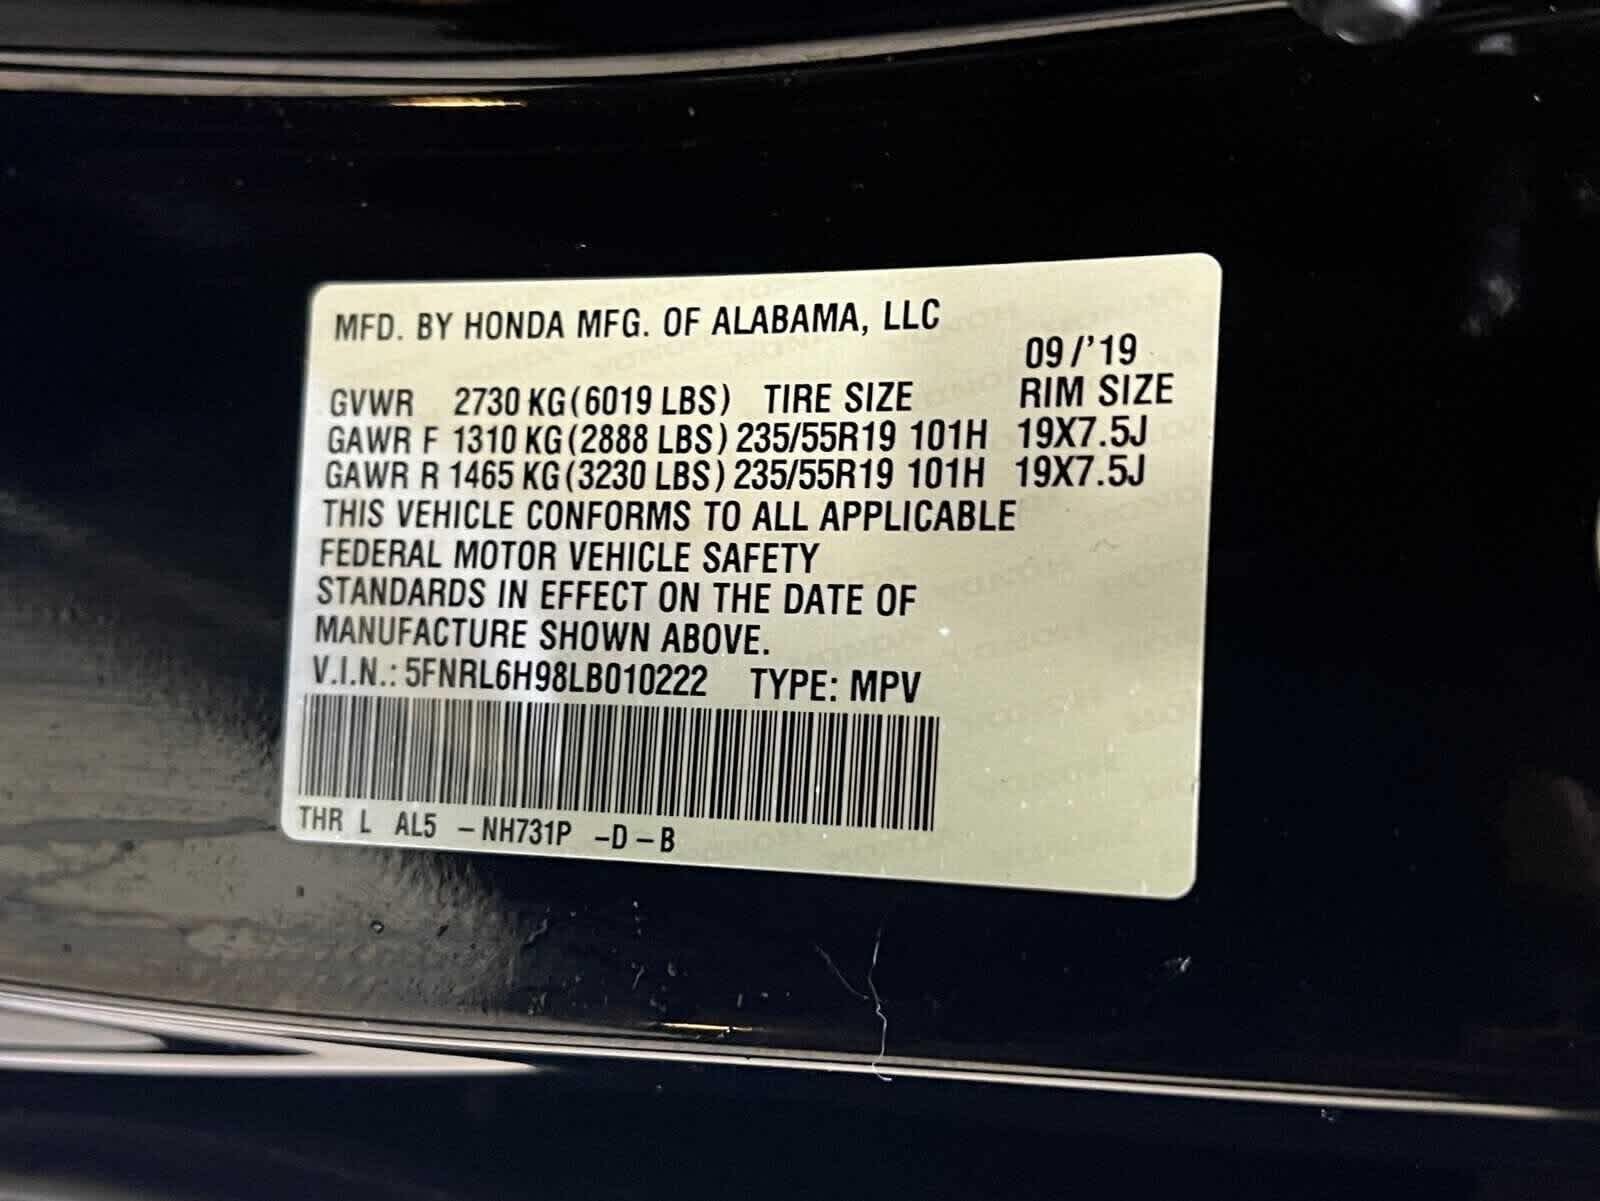 MFD. BY HONDA MFG. OF ALABAMA, LLC
09/'19
GVWR 2730 KG(6019 LBS) TIRE SIZE RIM SIZE
GAWR F 1310 KG(2888 LBS) 235/55R19 101H 19X7.5J
GAWR R 1465 KG(3230 LBS) 235/55R19 101H 19X7.5J
THIS VEHICLE CONFORMS TO ALL APPLICABLE
FEDERAL MOTOR VEHICLE SAFETY
STANDARDS IN EFFECT ON THE DATE OF
MANUFACTURE SHOWN ABOVE.
V.I.N.: 5FNRL6H98LB010222 TYPE: MPV
THR L AL5 -NH731P -D-B